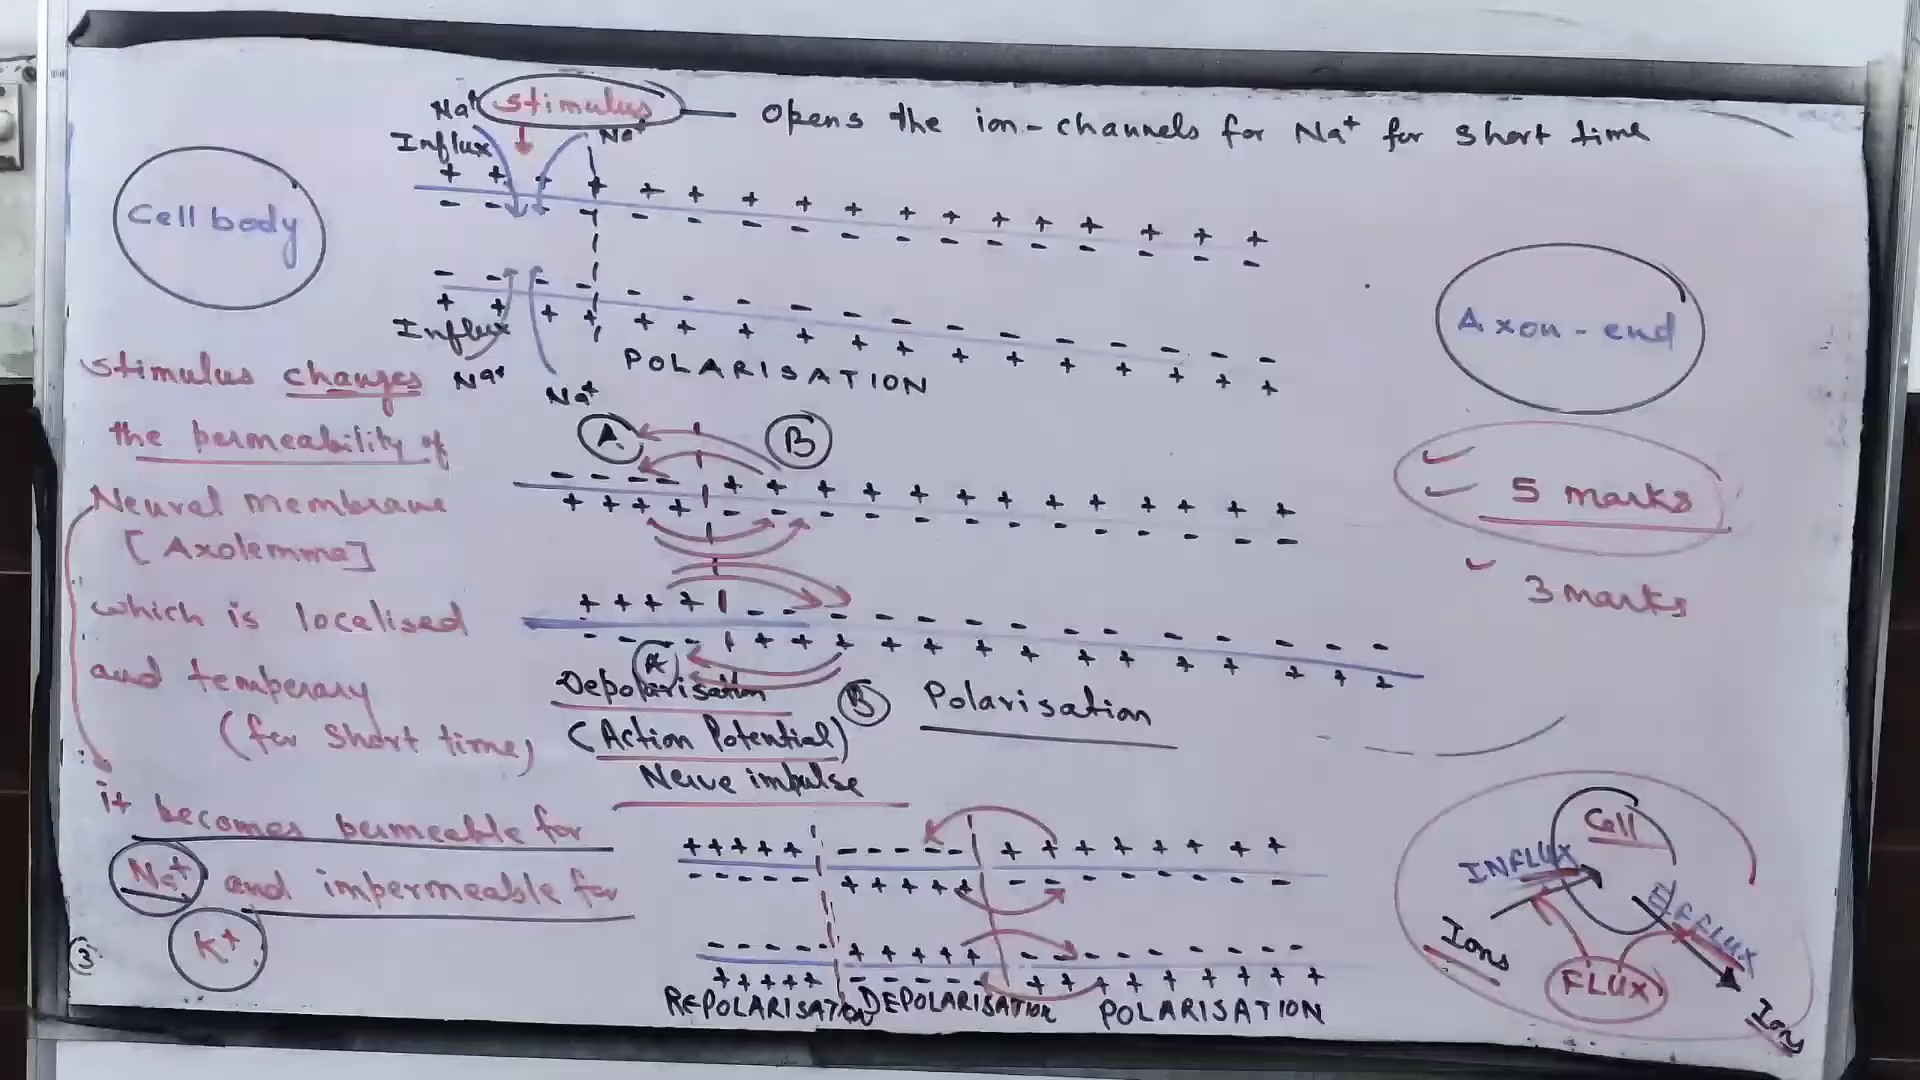 Na+ stimulus — Opens the ion-channels for Na+ for short time
Influx Na+
+ + + + + + + + + + + + + + + + +
- - - - - - - - - - - - - - - - -
Cell body
- - - - - - - - - - - - - - - -
+ + + + + + + + + + + + + + + +
Influx
Na+ Na+
POLARISATION
Axon-end
stimulus changes
the permeability of
Neural membrane
[Axolemma]
which is localised
and temperary
(for short time)
it becomes permeable for
Na+ and impermeable for
K+
3
A B
- - - - + + + + + + + + + + + + +
+ + + + - - - - - - - - - - - - -
+ + + + - - - - - - - - - - - - -
- - - - + + + + + + + + + + + + +
A
Depolarisation B Polarisation
(Action Potential)
Nerve impulse
5 marks
3 marks
+ + + + + - - - - - + + + + + + + +
- - - - - + + + + + - - - - - - - -
- - - - - + + + + + - - - - - - - - -
+ + + + + - - - - - + + + + + + + + +
REPOLARISATION DEPOLARISATION POLARISATION
Cell
INFLUX EFFLUX
Ions
FLUX
Ions